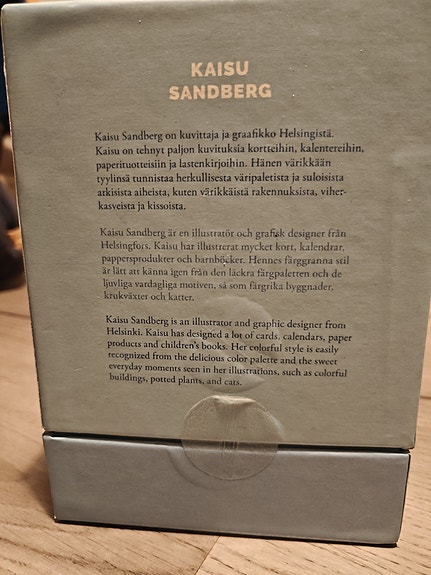 KAISU
SANDBERG
Kaisu Sandberg on kuvittaja ja graafikko Helsingistä.
Kaisu on tehnyt paljon kuvituksia kortteihin, kalentereihin,
paperituotteisiin ja lastenkirjoihin. Hänen värikkään
tyylinsä tunnistaa herkullisesta väripaletista ja suloisista
arkisista aiheista, kuten värikkäistä rakennuksista, viher-
kasveista ja kissoista.
Kaisu Sandberg är en illustratör och grafisk designer från
Helsingfors. Kaisu har illustrerat mycket kort, kalendrar,
pappersprodukter och barnböcker. Hennes färggranna stil
är lätt att känna igen från den läckra färgpaletten och de
ljuvliga vardagliga motiven, så som färgrika byggnader,
krukväxter och katter.
Kaisu Sandberg is an illustrator and graphic designer from
Helsinki. Kaisu has designed a lot of cards, calendars, paper
products and children's books. Her colorful style is easily
recognized from the delicious color palette and the sweet
everyday moments seen in her illustrations, such as colorful
buildings, potted plants, and cats.